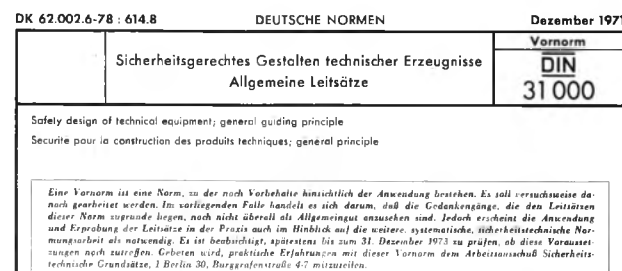 DK 62.002.6-78 : 614.8 DEUTSCHE NORMEN Dezember 1971
Sicherheitsgerechtes Gestalten technischer Erzeugnisse
Allgemeine Leitsätze
Vornorm
DIN
31 000
Safety design of technical equipment; general guiding principle
Securite pour la construction des produits techniques; général principle
Eine Vornorm ist eine Norm, zu der noch Vorbehalte hinsichtlich der Anwendung bestehen. Es soll versuchsweise da-
nach gearbeitet werden. Im vorliegenden Falle handelt es sich darum, daß die Gedankengänge, die den Leitsätzen
dieser Norm zugrunde liegen, noch nicht überall als Allgemeingut anzusehen sind. Jedoch erscheint die Anwendung
und Erprobung der Leitsätze in der Praxis auch im Hinblick auf die weitere, systematische, sicherheitstechnische Nor-
mungsarbeit als notwendig. Es ist beabsichtigt, spätestens bis zum 31. Dezember 1973 zu prüfen, ob diese Vorausset-
zungen noch zutreffen. Gebeten wird, praktische Erfahrungen mit dieser Vornorm dem Arbeitsausschuß Sicherheits-
technische Grundsätze, 1 Berlin 30, Burggrafenstraße 4-7 mitzuteilen.